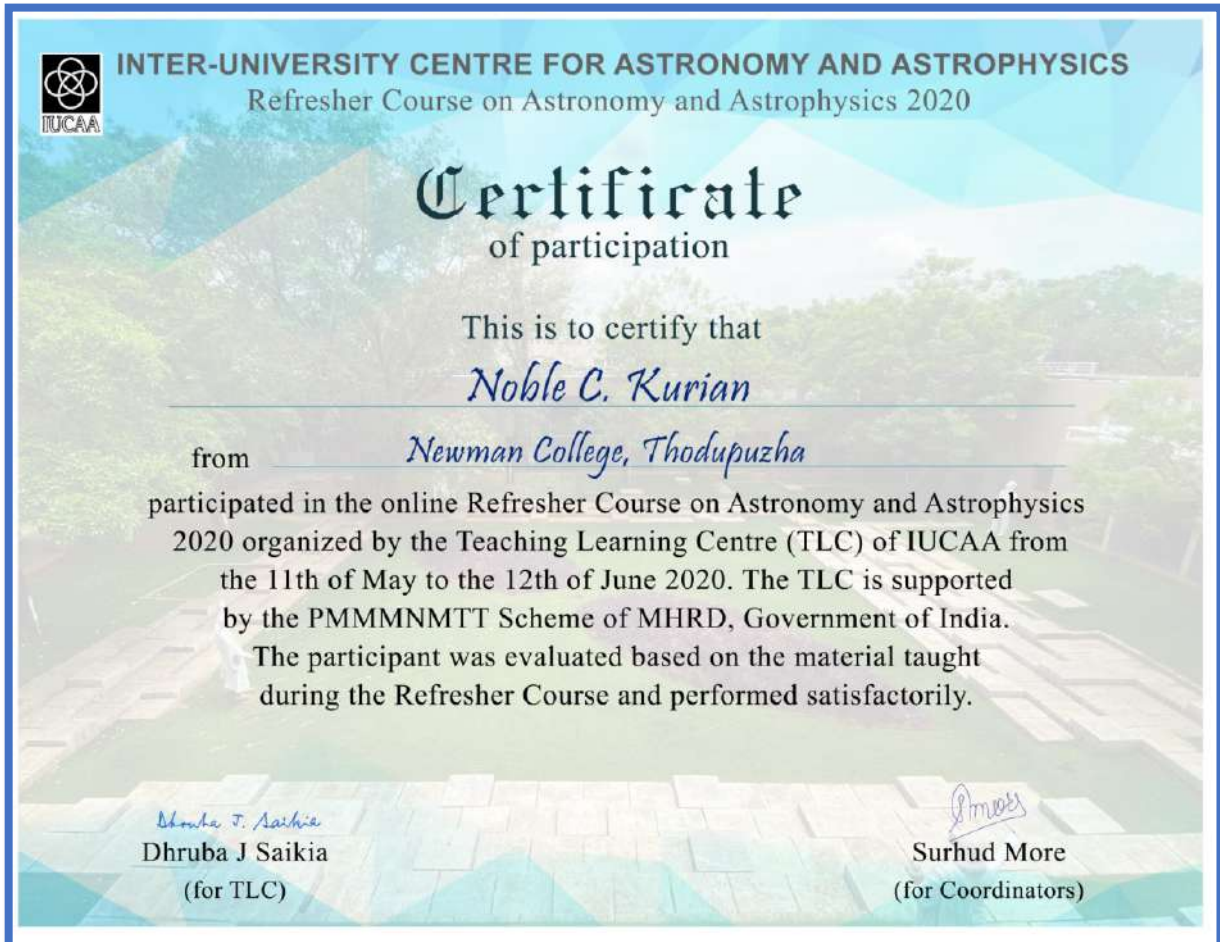 IUCAA
INTER-UNIVERSITY CENTRE FOR ASTRONOMY AND ASTROPHYSICS
Refresher Course on Astronomy and Astrophysics 2020
Certificate
of participation
This is to certify that
Noble C. Kurian
from Newman College, Thodupuzha
participated in the online Refresher Course on Astronomy and Astrophysics
2020 organized by the Teaching Learning Centre (TLC) of IUCAA from
the 11th of May to the 12th of June 2020. The TLC is supported
by the PMMMNMTT Scheme of MHRD, Government of India.
The participant was evaluated based on the material taught
during the Refresher Course and performed satisfactorily.
Dhruba J. Saikia
Dhruba J Saikia
(for TLC)
Smore
Surhud More
(for Coordinators)